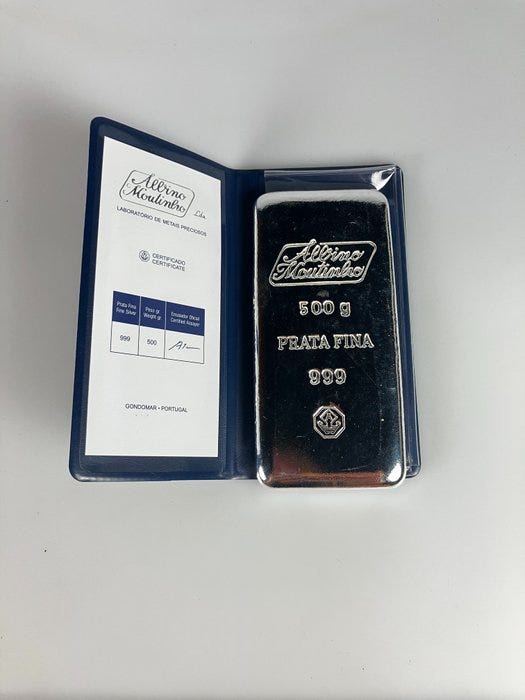 Albino
Moutinho Lda
LABORATÓRIO DE METAIS PRECIOSOS
CERTIFICADO
CERTIFICATE
Prata Fina Peso gr. Ensaiador Oficial
Fine Silver Weight gr. Certified Assayer
999 500
GONDOMAR - PORTUGAL
Albino
Moutinho
500 g
PRATA FINA
999